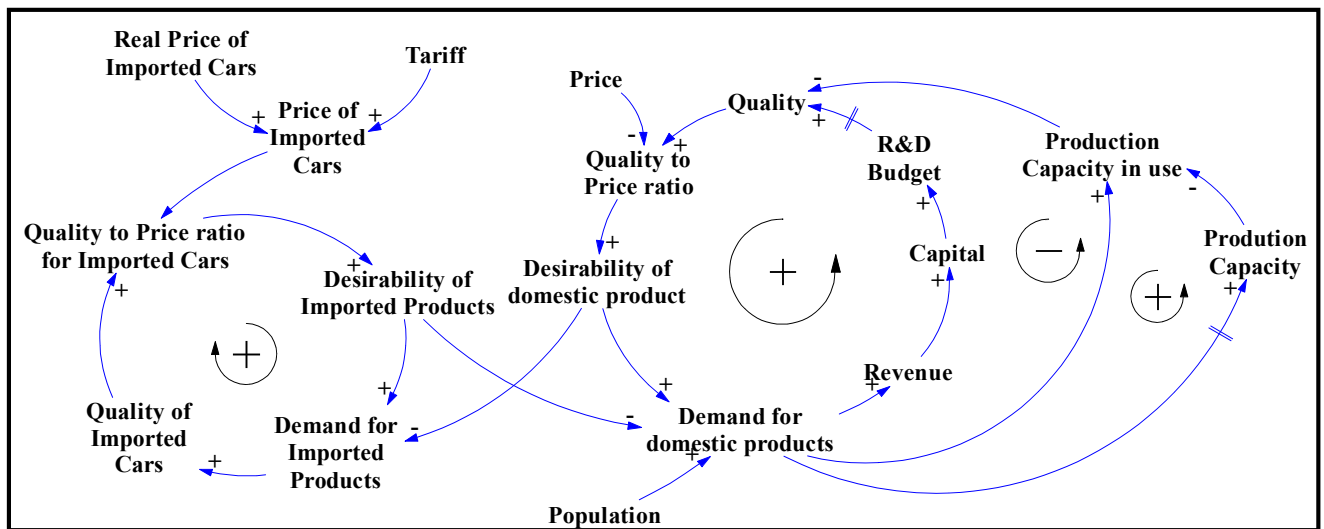 Real Price of
Imported Cars
Tariff
Price of
Imported
Cars
Price
Quality
R&D
Budget
Production
Capacity in use
Quality to
Price ratio
Quality to Price ratio
for Imported Cars
Desirability of
Imported Products
Desirability of
domestic product
Capital
Prodution
Capacity
Revenue
Quality of
Imported
Cars
Demand for
Imported
Products
Demand for
domestic products
Population
+
+
-
+
+
-
+
-
+
+
+
+
+
+
+
+
-
-
+
+
+
+
+
+
-
+